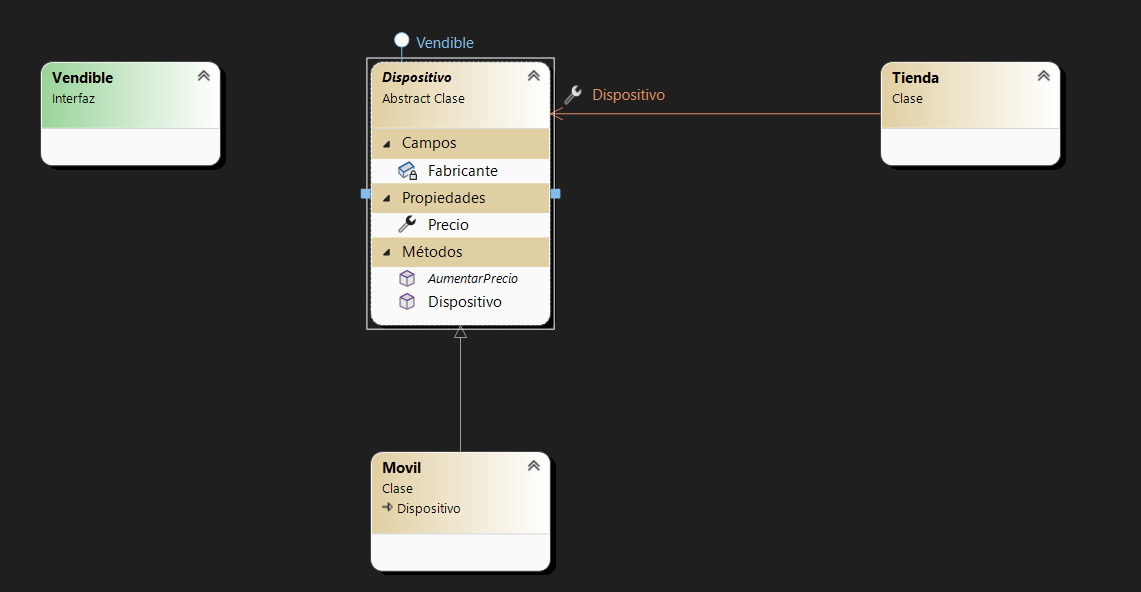 Vendible
Vendible
Interfaz
Dispositivo
Abstract Clase
Campos
Fabricante
Propiedades
Precio
Métodos
AumentarPrecio
Dispositivo
Dispositivo
Tienda
Clase
Movil
Clase
Dispositivo